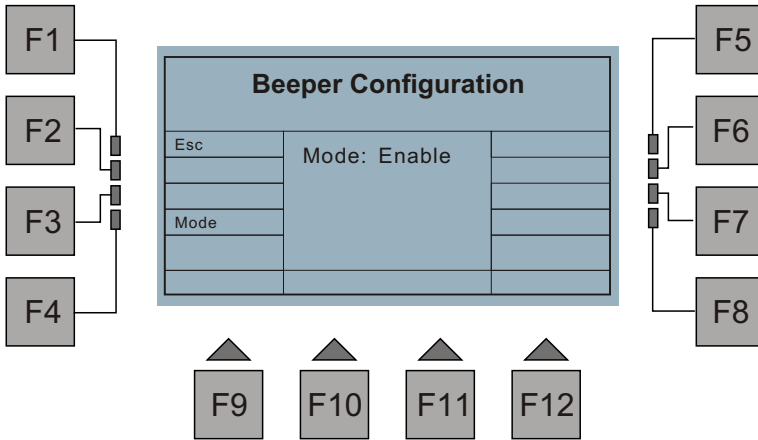 F1
F2
F3
F4
Beeper Configuration
Esc
Mode
Mode: Enable
F5
F6
F7
F8
F9
F10
F11
F12